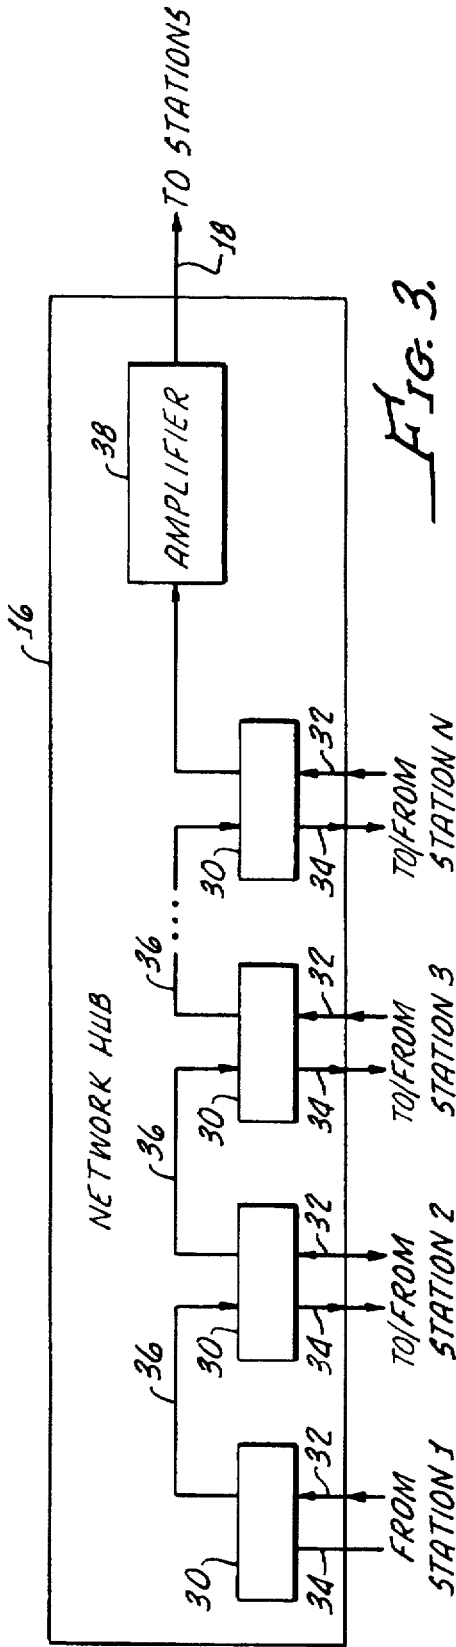 16
NETWORK HUB
38
AMPLIFIER
18
TO STATIONS
36
36
36
30
30
30
30
34
32
34
32
34
32
34
32
FROM
STATION 1
TO/FROM
STATION 2
TO/FROM
STATION 3
TO/FROM
STATION N
FIG. 3.